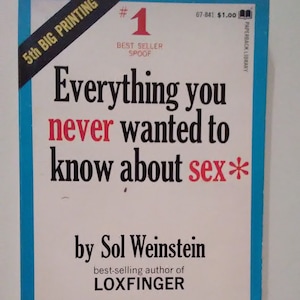 5th BIG PRINTING
#1
BEST SELLER
SPOOF
67-841 $1.00
PAPERBACK LIBRARY
Everything you
never wanted to
know about sex*
by Sol Weinstein
best-selling author of
LOXFINGER